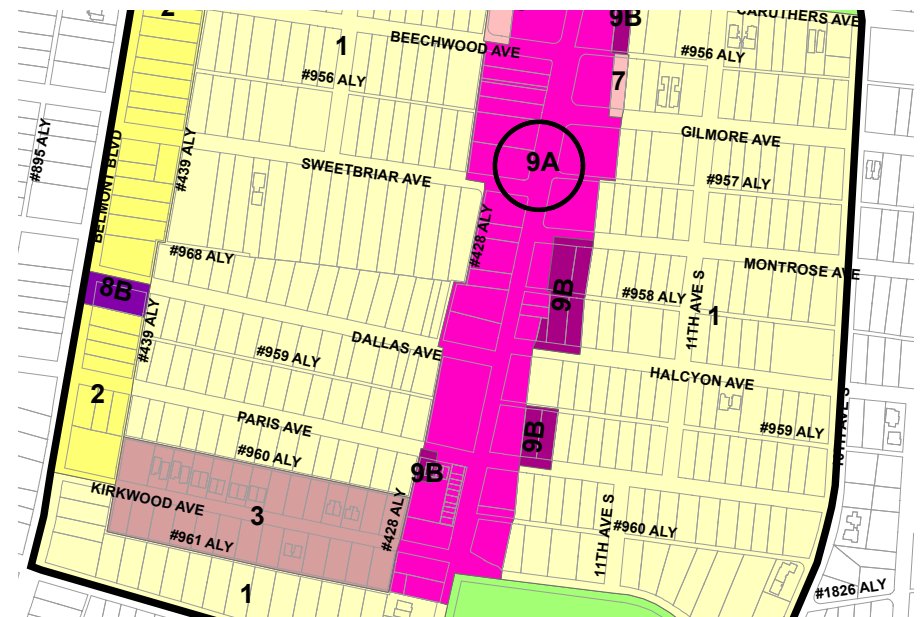 2
9B
CARUTHERS AVE
1
BEECHWOOD AVE
#956 ALY
#956 ALY
7
#895 ALY
BELMONT BLVD
#439 ALY
SWEETBRIAR AVE
9A
GILMORE AVE
#957 ALY
#428 ALY
#968 ALY
MONTROSE AVE
8B
9B
#958 ALY
11TH AVE S
1
#439 ALY
#959 ALY
DALLAS AVE
HALCYON AVE
2
PARIS AVE
#960 ALY
9B
#959 ALY
9B
KIRKWOOD AVE
3
#961 ALY
#428 ALY
11TH AVE S
#960 ALY
1
#1826 ALY